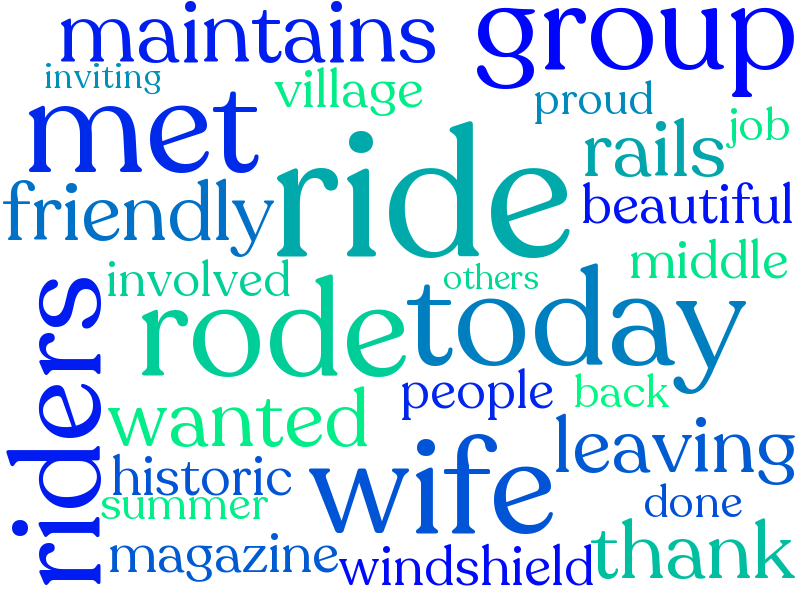 maintains
group
inviting
village
proud
met
job
rails
ride
friendly
beautiful
middle
involved
others
riders
rode
today
people
back
wanted
leaving
historic
wife
summer
done
magazine
windshield
thank